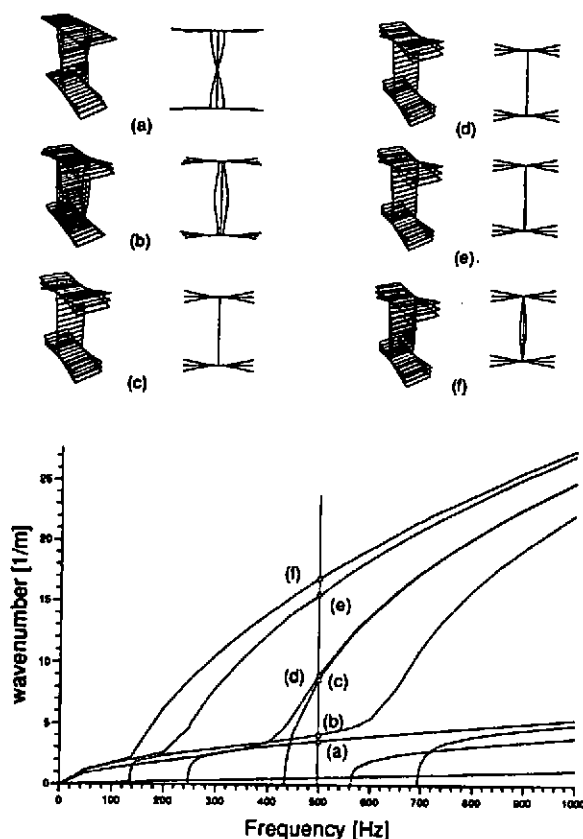 (a)
(d)
(b)
(e).
(c)
(f)
wavenumber [1/m]
25
20
15
10
5
0
(f)
(e)
(d)
(c)
(b)
(a)
0 100 200 300 400 500 600 700 800 900 1000
Frequency [Hz]